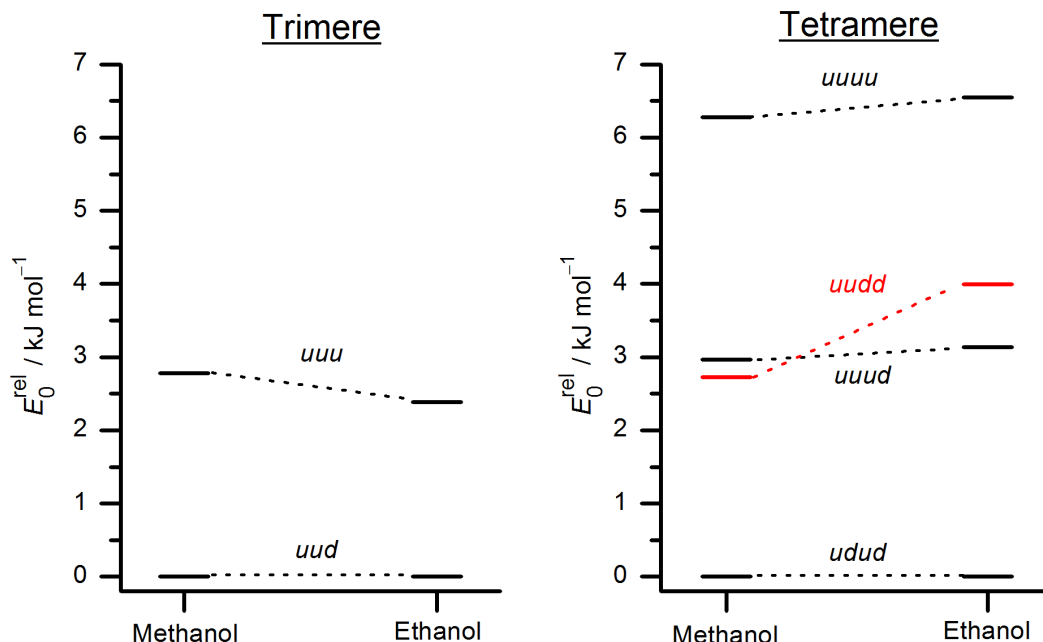 Trimere
7
6
5
4
3
2
1
0
E₀ʳᵉˡ / kJ mol⁻¹
uuu
uud
Methanol
Ethanol
Tetramere
7
6
5
4
3
2
1
0
E₀ʳᵉˡ / kJ mol⁻¹
uuuu
uudd
uuud
udud
Methanol
Ethanol